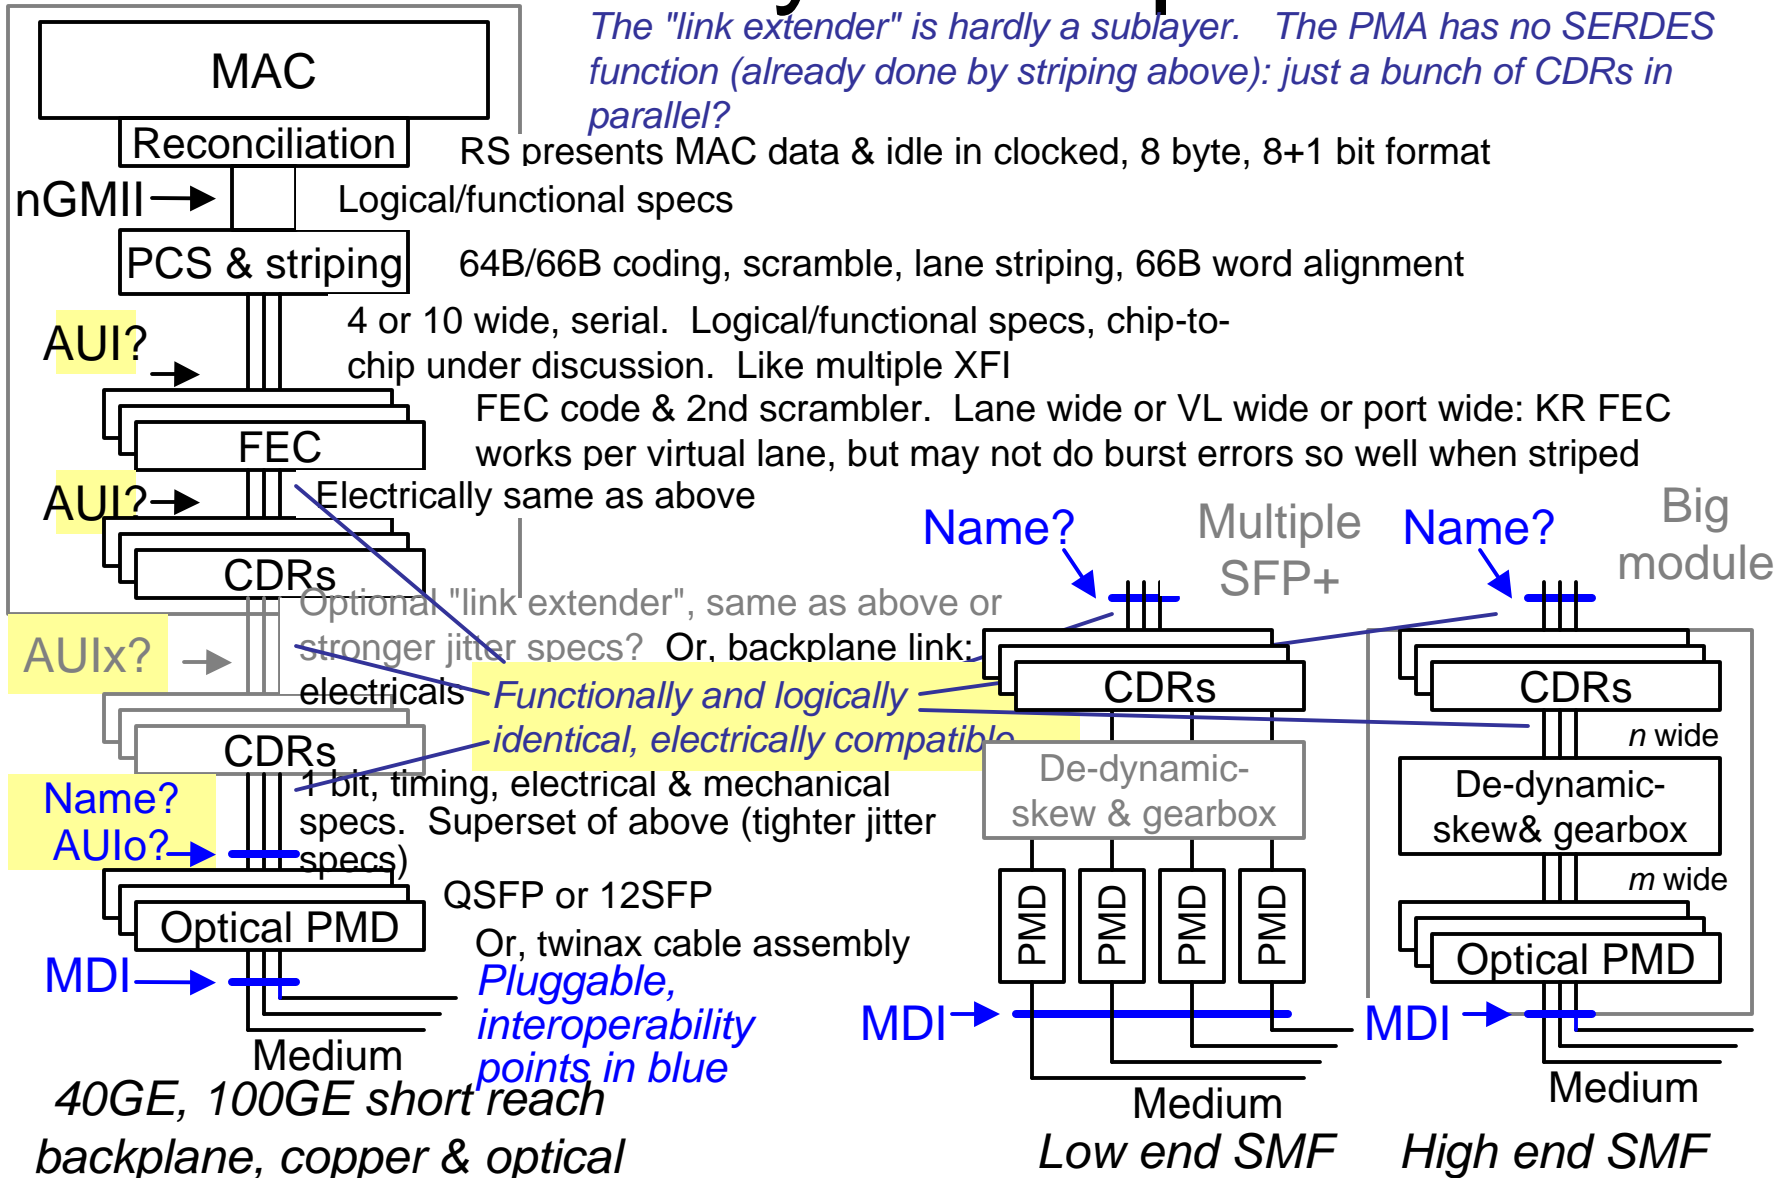 The "link extender" is hardly a sublayer.   The PMA has no SERDES
function (already done by striping above): just a bunch of CDRs in
parallel?
MAC
Reconciliation
RS presents MAC data & idle in clocked, 8 byte, 8+1 bit format
nGMII
Logical/functional specs
PCS & striping
64B/66B coding, scramble, lane striping, 66B word alignment
AUI?
4 or 10 wide, serial.  Logical/functional specs, chip-to-
chip under discussion.  Like multiple XFI
FEC
FEC code & 2nd scrambler.  Lane wide or VL wide or port wide: KR FEC
works per virtual lane, but may not do burst errors so well when striped
AUI?
Electrically same as above
CDRs
Optional "link extender", same as above or
stronger jitter specs?  Or, backplane link:
electricals
AUIx?
Functionally and logically
identical, electrically compatible
CDRs
1 bit, timing, electrical & mechanical
specs.  Superset of above (tighter jitter
specs)
Name?
AUIo?
QSFP or 12SFP
Optical PMD
Or, twinax cable assembly
MDI
Pluggable,
interoperability
points in blue
Medium
40GE, 100GE short reach
backplane, copper & optical
Name?
Multiple
SFP+
CDRs
De-dynamic-
skew & gearbox
PMD
PMD
PMD
PMD
MDI
Medium
Low end SMF
Name?
Big
module
CDRs
n wide
De-dynamic-
skew& gearbox
m wide
Optical PMD
MDI
Medium
High end SMF